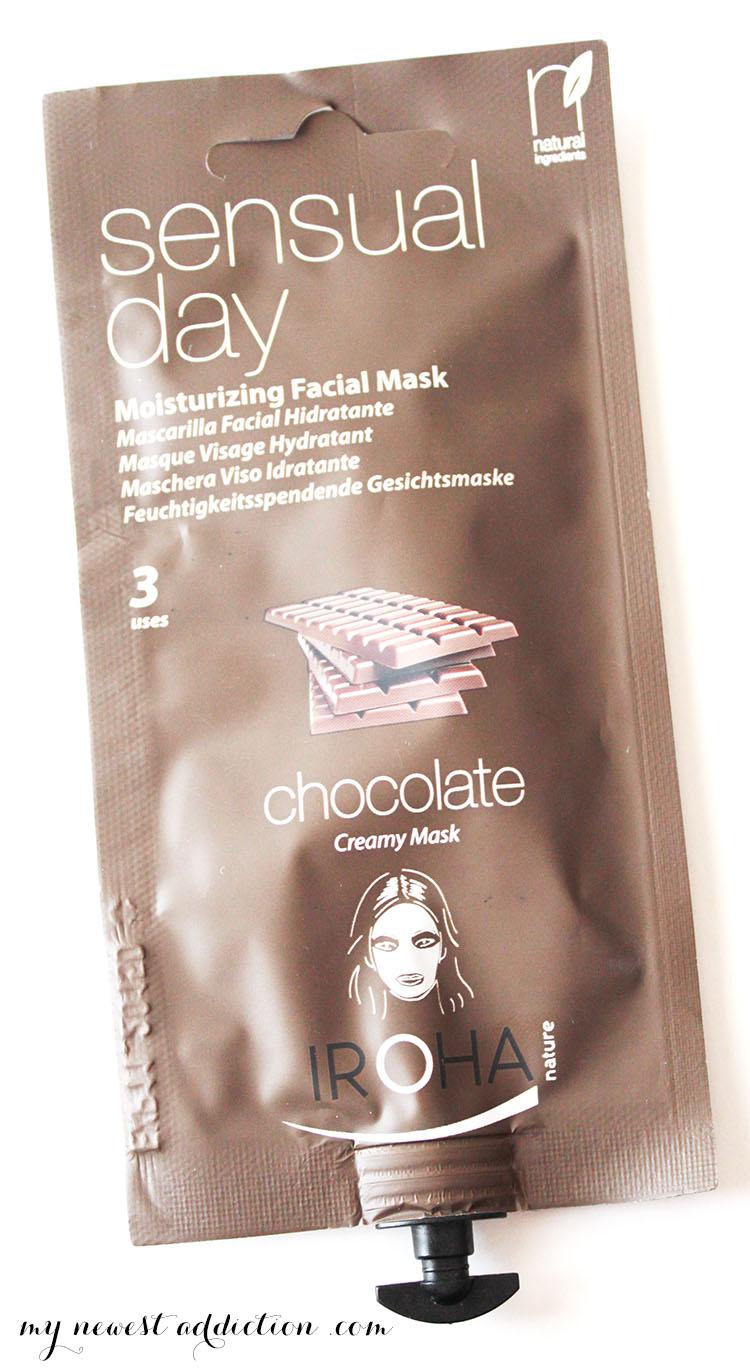 n
natural
ingredients
sensual
day
Moisturizing Facial Mask
Mascarilla Facial Hidratante
Masque Visage Hydratant
Maschera Viso Idratante
Feuchtigkeitsspendende Gesichtsmaske
3
uses
chocolate
Creamy Mask
IROHA
nature
my newest addiction .com